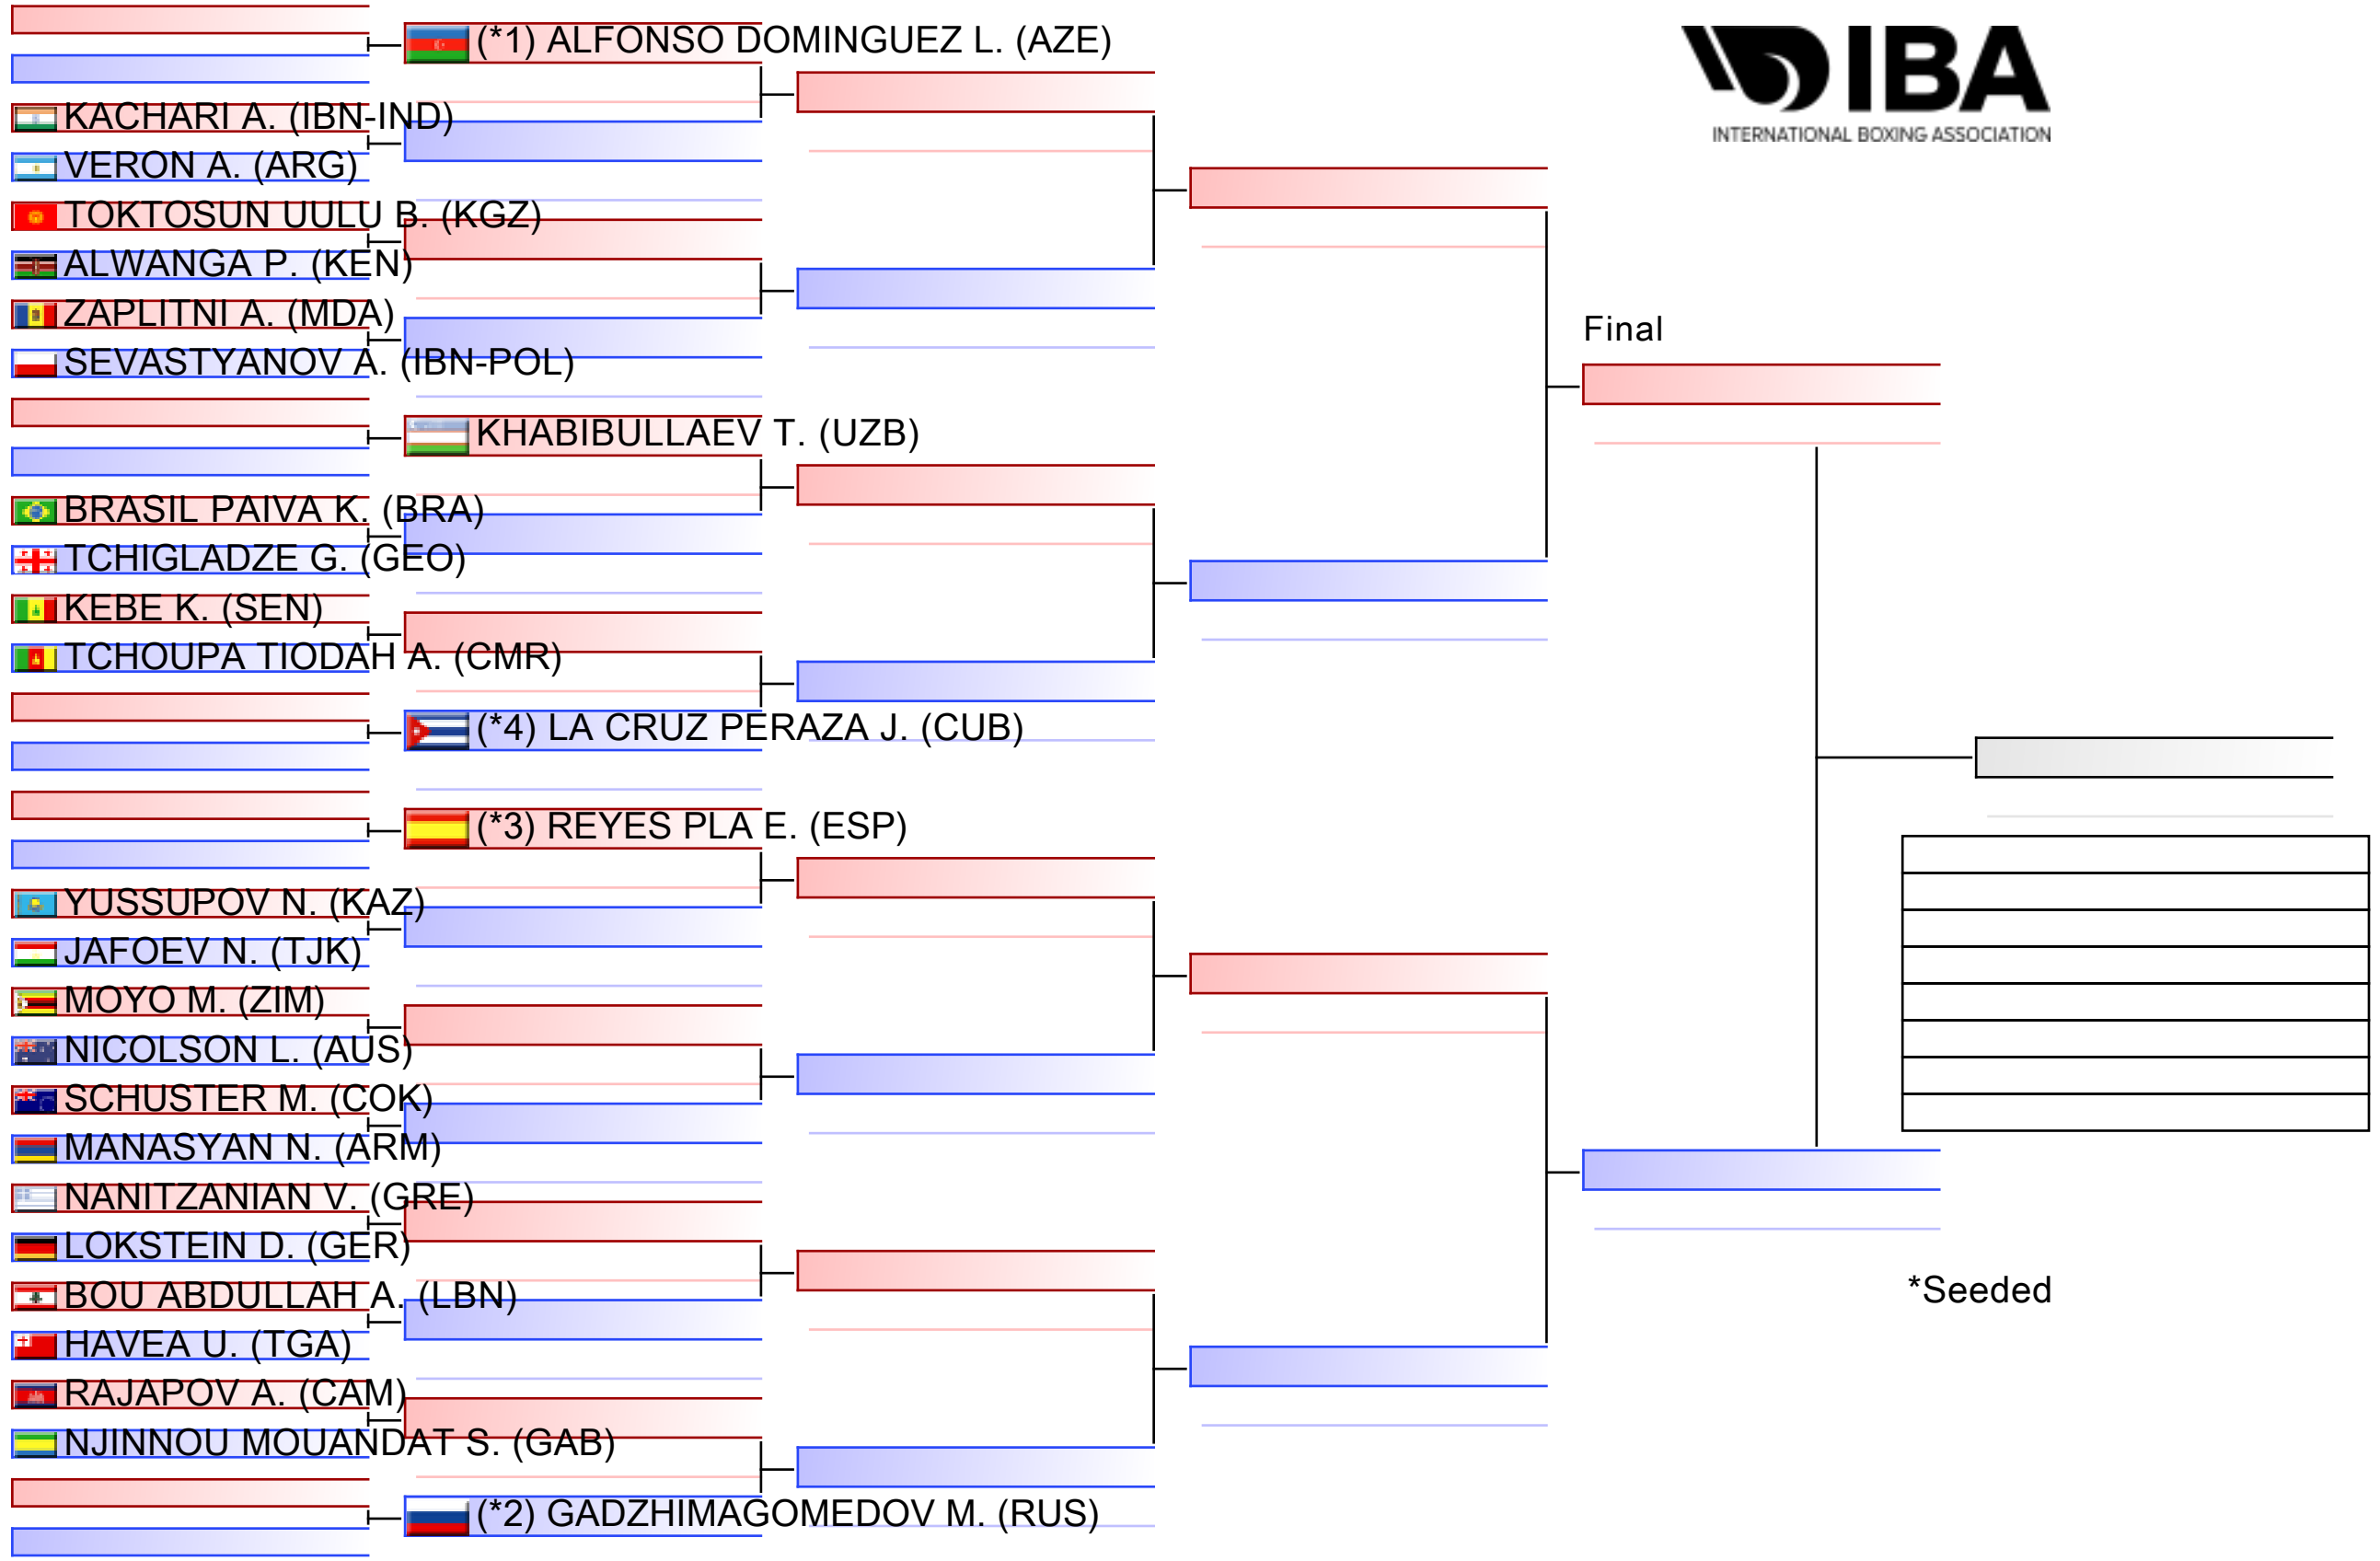 (*1) ALFONSO DOMINGUEZ L. (AZE)
IBA
INTERNATIONAL BOXING ASSOCIATION
KACHARI A. (IBN-IND)
VERON A. (ARG)
TOKTOSUN UULU B. (KGZ)
ALWANGA P. (KEN)
ZAPLITNI A. (MDA)
Final
SEVASTYANOV A. (IBN-POL)
KHABIBULLAEV T. (UZB)
BRASIL PAIVA K. (BRA)
TCHIGLADZE G. (GEO)
KEBE K. (SEN)
TCHOUPA TIODAH A. (CMR)
(*4) LA CRUZ PERAZA J. (CUB)
(*3) REYES PLA E. (ESP)
YUSSUPOV N. (KAZ)
JAFOEV N. (TJK)
MOYO M. (ZIM)
NICOLSON L. (AUS)
SCHUSTER M. (COK)
MANASYAN N. (ARM)
NANITZANIAN V. (GRE)
LOKSTEIN D. (GER)
BOU ABDULLAH A. (LBN)
*Seeded
HAVEA U. (TGA)
RAJAPOV A. (CAM)
NJINNOU MOUANDAT S. (GAB)
(*2) GADZHIMAGOMEDOV M. (RUS)